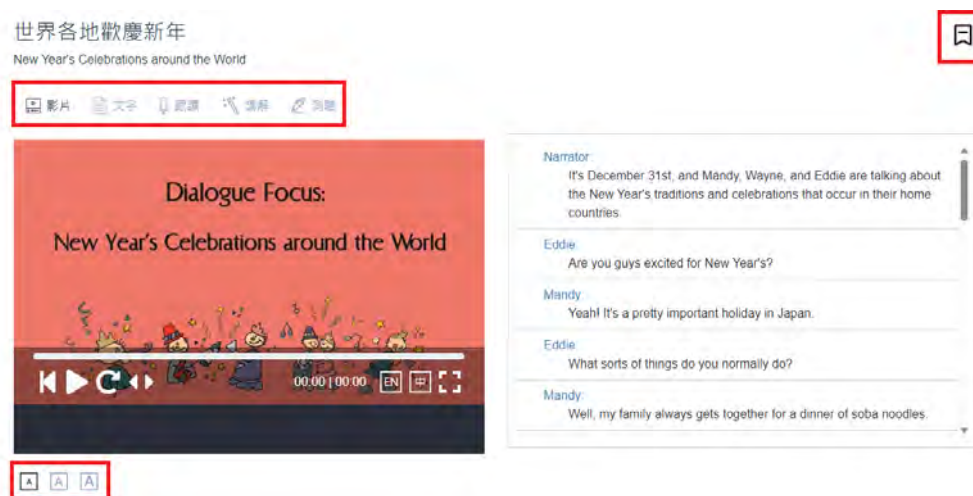 世界各地歡慶新年
New Year's Celebrations around the World
影片 文字 朗讀 講解 測驗
Dialogue Focus:
New Year's Celebrations around the World
00:00 | 00:00 EN 中
A A A
Narrator:
It's December 31st, and Mandy, Wayne, and Eddie are talking about
the New Year's traditions and celebrations that occur in their home
countries.
Eddie:
Are you guys excited for New Year's?
Mandy:
Yeah! It's a pretty important holiday in Japan.
Eddie:
What sorts of things do you normally do?
Mandy:
Well, my family always gets together for a dinner of soba noodles.